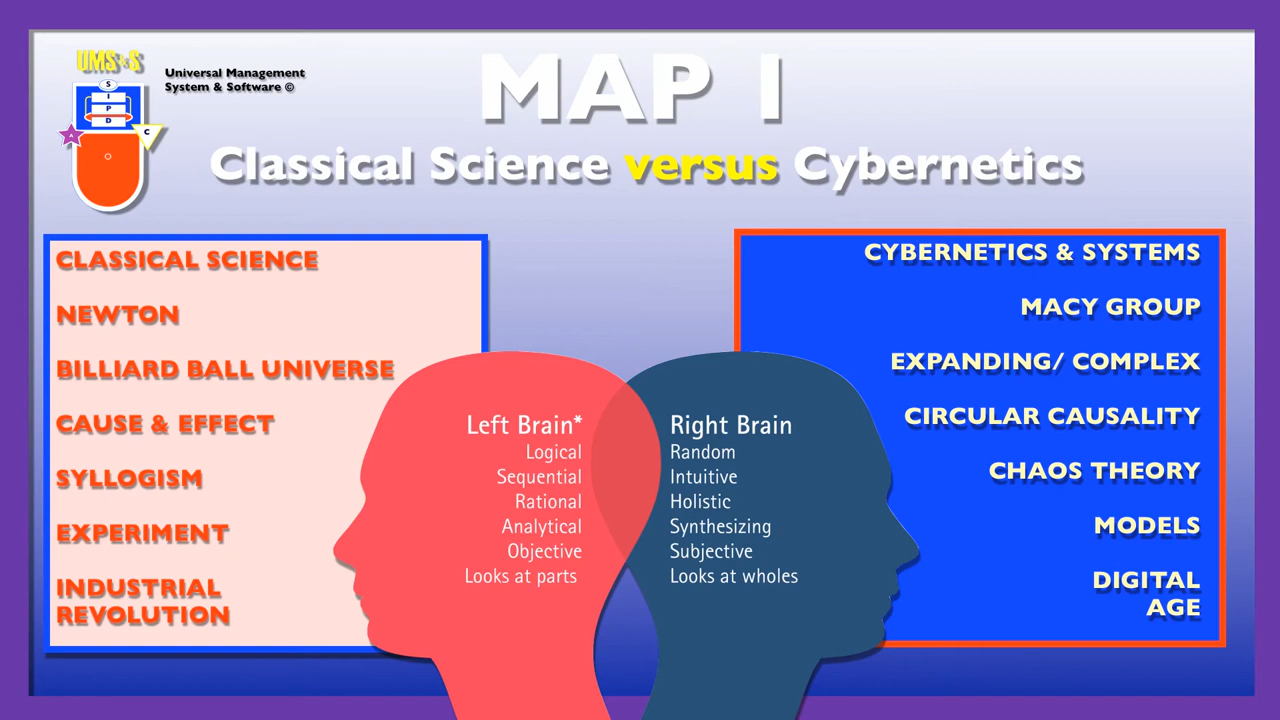 UMS&S
Universal Management
System & Software ©
S
I
P
D
A
C
MAP I
Classical Science versus Cybernetics
CLASSICAL SCIENCE
NEWTON
BILLIARD BALL UNIVERSE
CAUSE & EFFECT
SYLLOGISM
EXPERIMENT
INDUSTRIAL
REVOLUTION
Left Brain*
Logical
Sequential
Rational
Analytical
Objective
Looks at parts
Right Brain
Random
Intuitive
Holistic
Synthesizing
Subjective
Looks at wholes
CYBERNETICS & SYSTEMS
MACY GROUP
EXPANDING/ COMPLEX
CIRCULAR CAUSALITY
CHAOS THEORY
MODELS
DIGITAL
AGE